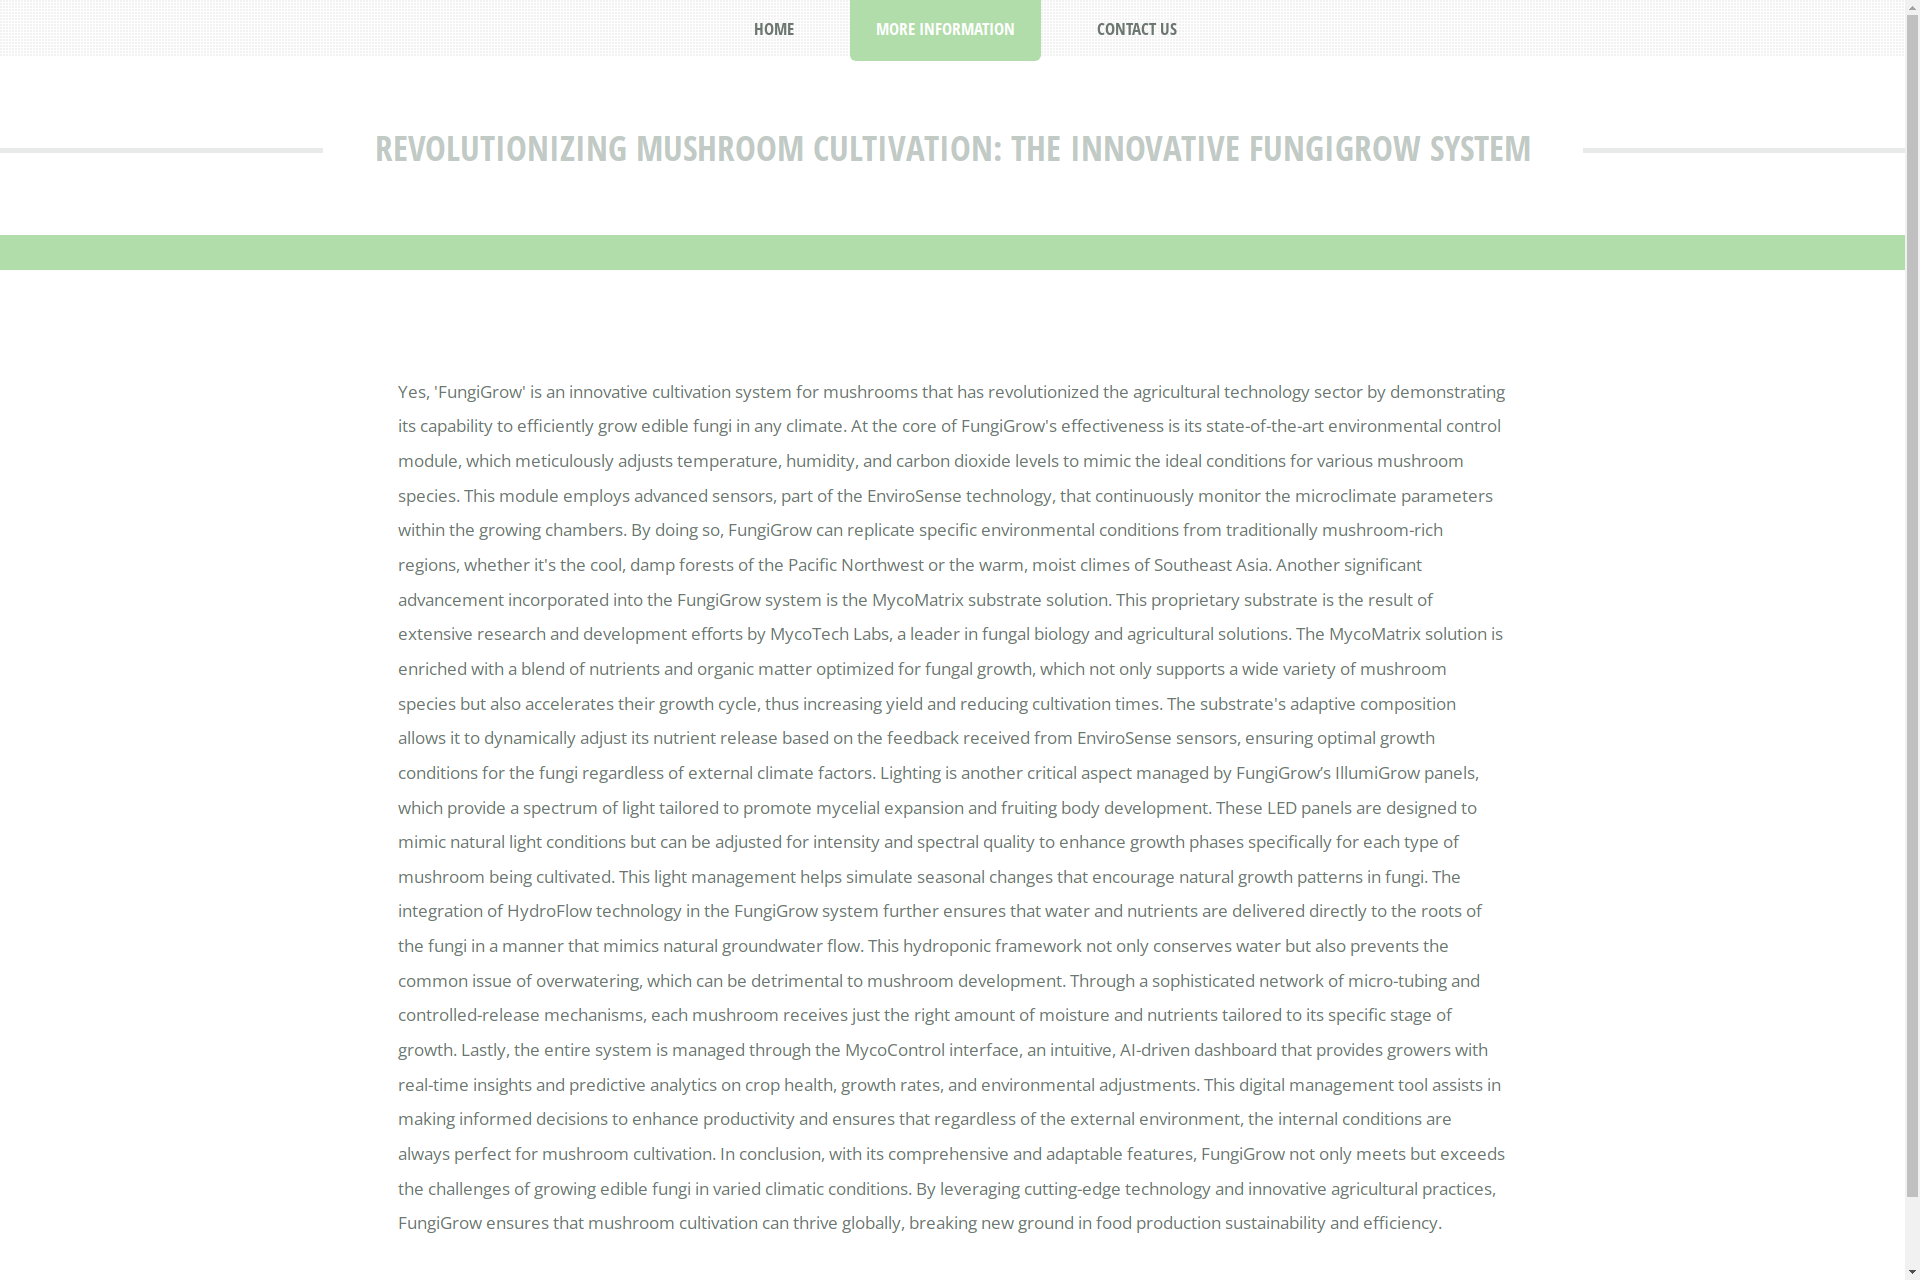 HOME
MORE INFORMATION
CONTACT US
REVOLUTIONIZING MUSHROOM CULTIVATION: THE INNOVATIVE FUNGIGROW SYSTEM
Yes, 'FungiGrow' is an innovative cultivation system for mushrooms that has revolutionized the agricultural technology sector by demonstrating
its capability to efficiently grow edible fungi in any climate. At the core of FungiGrow's effectiveness is its state-of-the-art environmental control
module, which meticulously adjusts temperature, humidity, and carbon dioxide levels to mimic the ideal conditions for various mushroom
species. This module employs advanced sensors, part of the EnviroSense technology, that continuously monitor the microclimate parameters
within the growing chambers. By doing so, FungiGrow can replicate specific environmental conditions from traditionally mushroom-rich
regions, whether it's the cool, damp forests of the Pacific Northwest or the warm, moist climes of Southeast Asia. Another significant
advancement incorporated into the FungiGrow system is the MycoMatrix substrate solution. This proprietary substrate is the result of
extensive research and development efforts by MycoTech Labs, a leader in fungal biology and agricultural solutions. The MycoMatrix solution is
enriched with a blend of nutrients and organic matter optimized for fungal growth, which not only supports a wide variety of mushroom
species but also accelerates their growth cycle, thus increasing yield and reducing cultivation times. The substrate's adaptive composition
allows it to dynamically adjust its nutrient release based on the feedback received from EnviroSense sensors, ensuring optimal growth
conditions for the fungi regardless of external climate factors. Lighting is another critical aspect managed by FungiGrow’s IllumiGrow panels,
which provide a spectrum of light tailored to promote mycelial expansion and fruiting body development. These LED panels are designed to
mimic natural light conditions but can be adjusted for intensity and spectral quality to enhance growth phases specifically for each type of
mushroom being cultivated. This light management helps simulate seasonal changes that encourage natural growth patterns in fungi. The
integration of HydroFlow technology in the FungiGrow system further ensures that water and nutrients are delivered directly to the roots of
the fungi in a manner that mimics natural groundwater flow. This hydroponic framework not only conserves water but also prevents the
common issue of overwatering, which can be detrimental to mushroom development. Through a sophisticated network of micro-tubing and
controlled-release mechanisms, each mushroom receives just the right amount of moisture and nutrients tailored to its specific stage of
growth. Lastly, the entire system is managed through the MycoControl interface, an intuitive, AI-driven dashboard that provides growers with
real-time insights and predictive analytics on crop health, growth rates, and environmental adjustments. This digital management tool assists in
making informed decisions to enhance productivity and ensures that regardless of the external environment, the internal conditions are
always perfect for mushroom cultivation. In conclusion, with its comprehensive and adaptable features, FungiGrow not only meets but exceeds
the challenges of growing edible fungi in varied climatic conditions. By leveraging cutting-edge technology and innovative agricultural practices,
FungiGrow ensures that mushroom cultivation can thrive globally, breaking new ground in food production sustainability and efficiency.